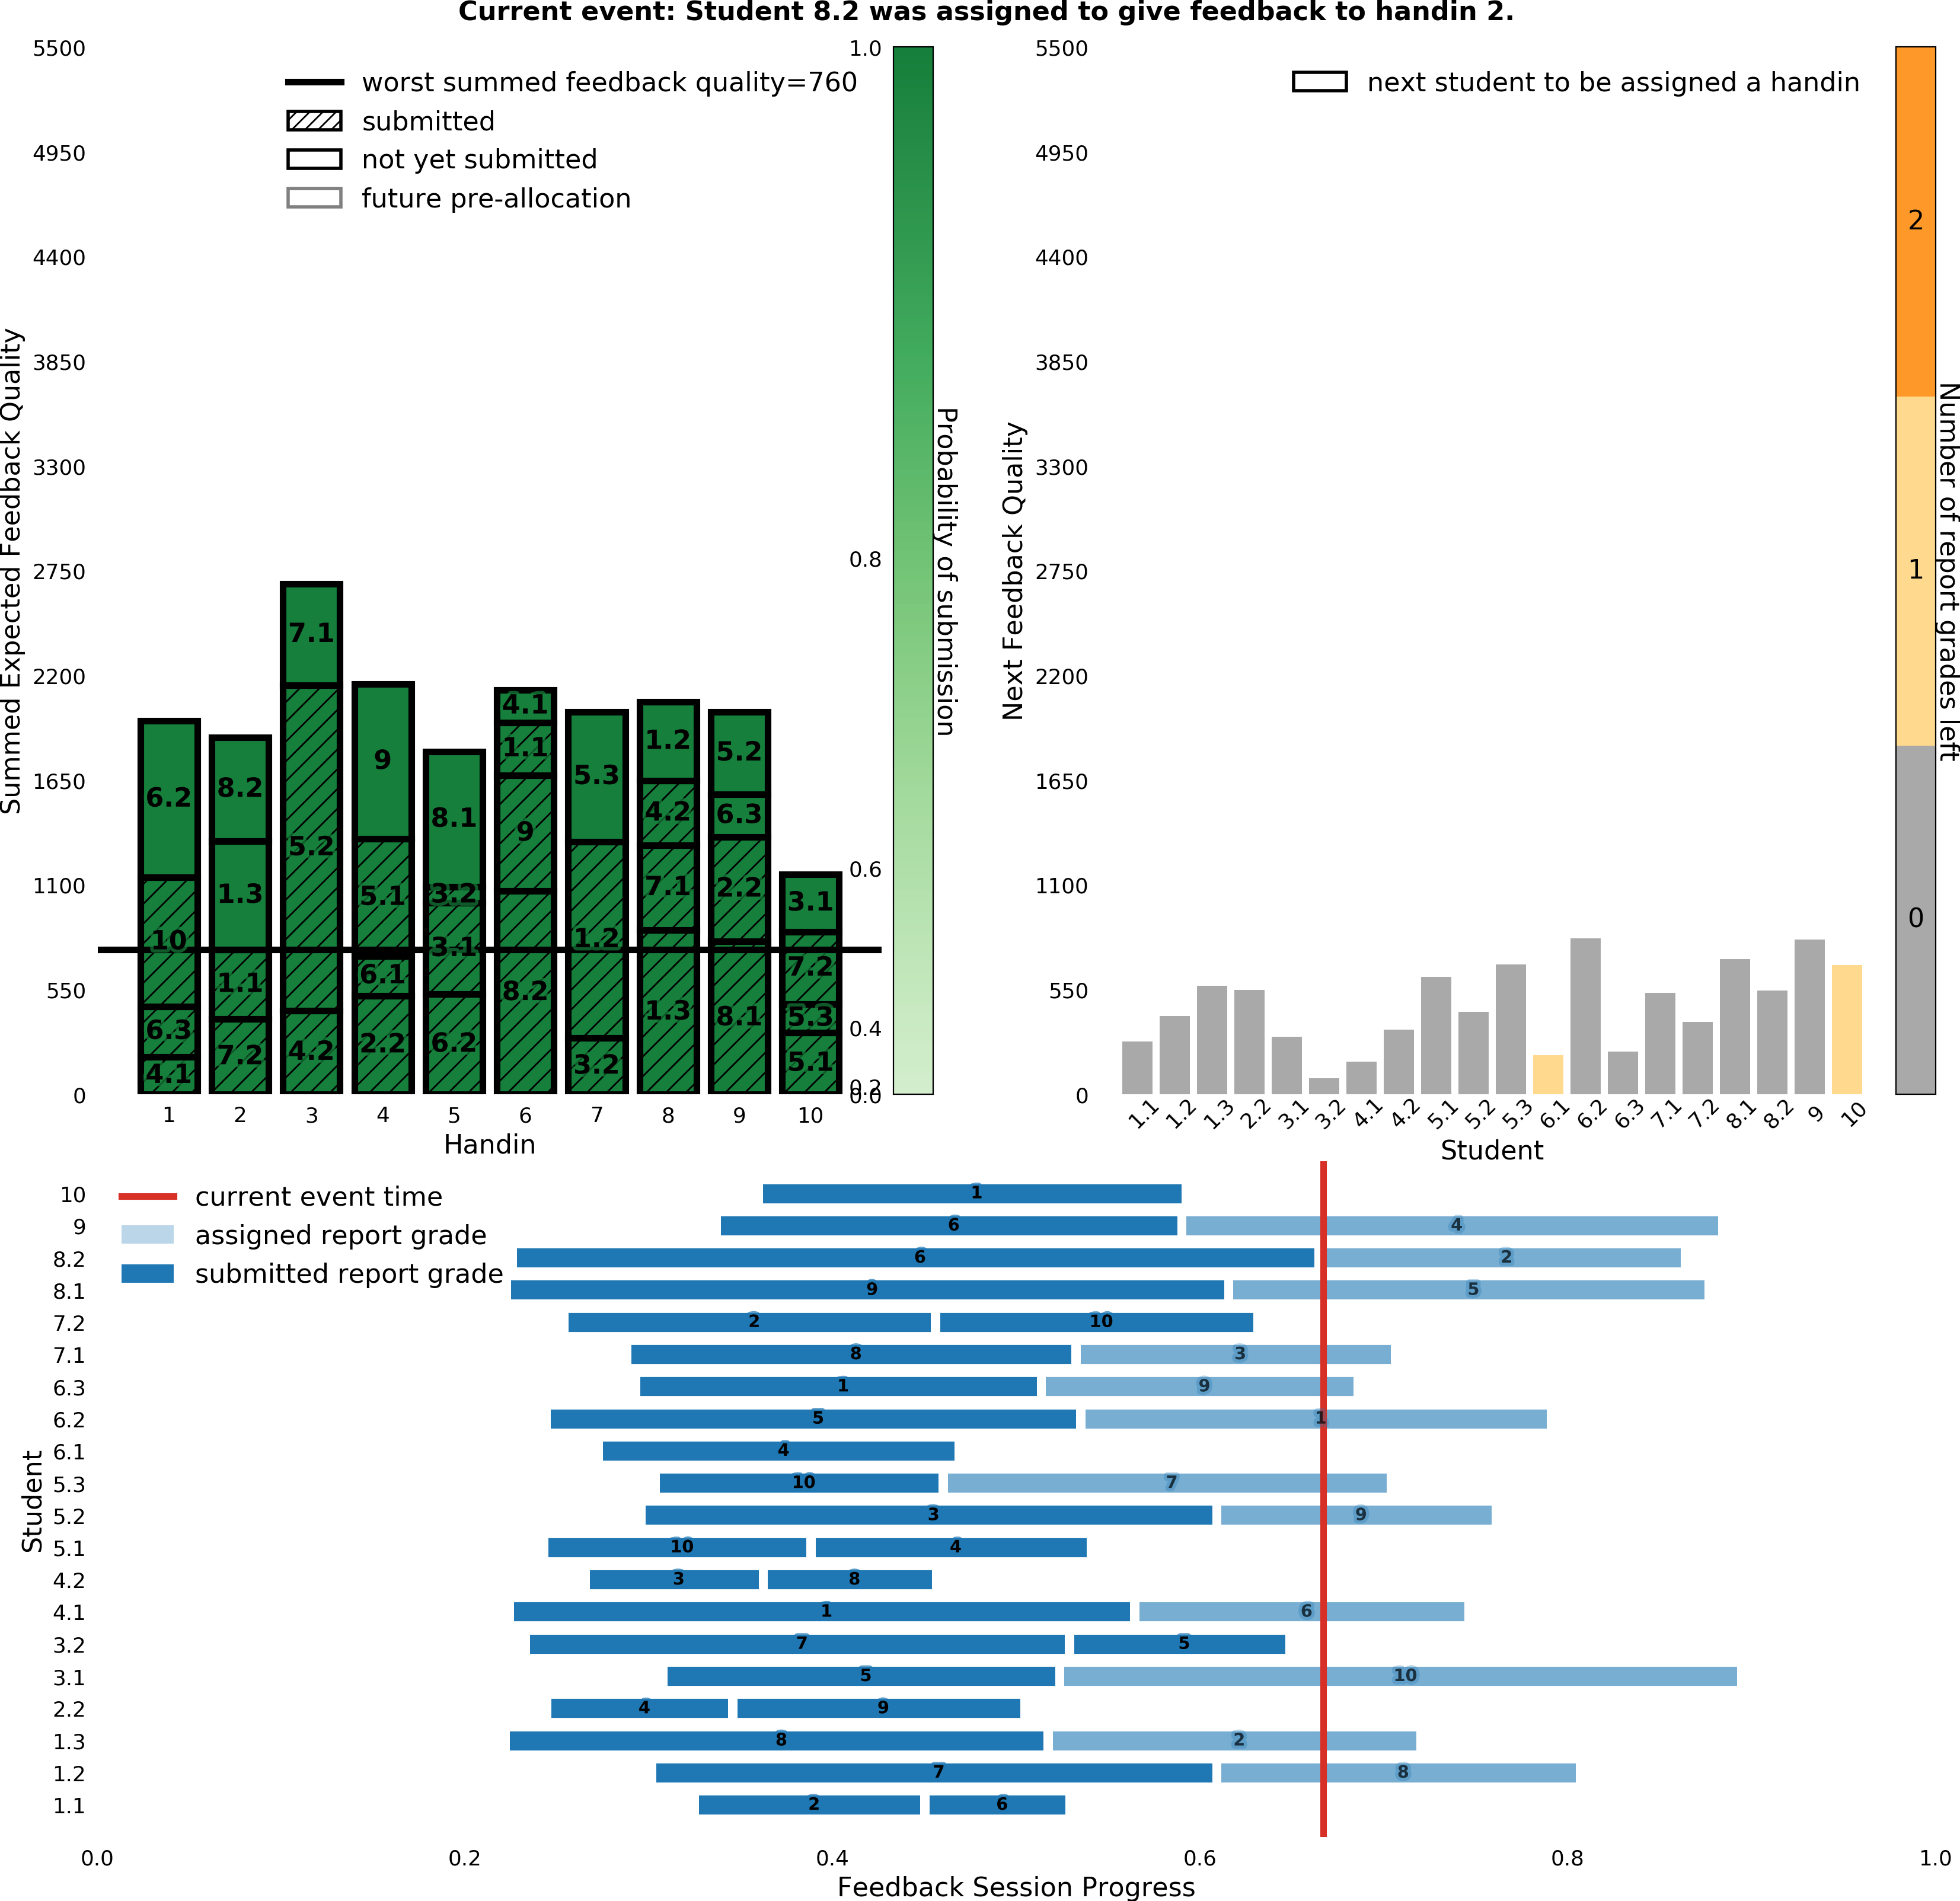 Current event: Student 8.2 was assigned to give feedback to handin 2.
Summed Expected Feedback Quality
5500
4950
4400
3850
3300
2750
2200
1650
1100
550
0
worst summed feedback quality=760
submitted
not yet submitted
future pre-allocation
6.2
10
6.3
4.1
8.2
1.3
1.1
7.2
7.1
5.2
4.2
9
5.1
6.1
2.2
8.1
3.2
3.1
6.2
4.1
1.1
9
8.2
5.3
1.2
3.2
1.2
4.2
7.1
1.3
5.2
6.3
2.2
8.1
3.1
7.2
5.3
5.1
1 2 3 4 5 6 7 8 9 10
Handin
1.0
0.8
0.6
0.4
0.2
0.0
Probability of submission
Next Feedback Quality
5500
4950
4400
3850
3300
2750
2200
1650
1100
550
0
next student to be assigned a handin
1.1 1.2 1.3 2.2 3.1 3.2 4.1 4.2 5.1 5.2 5.3 6.1 6.2 6.3 7.1 7.2 8.1 8.2 9 10
Student
2
1
0
Number of report grades left
current event time
assigned report grade
submitted report grade
Student
10 1
9 6 4
8.2 6 2
8.1 9 5
7.2 2 10
7.1 8 3
6.3 1 9
6.2 5 1
6.1 4
5.3 10 7
5.2 3 9
5.1 10 4
4.2 3 8
4.1 1 6
3.2 7 5
3.1 5 10
2.2 4 9
1.3 8 2
1.2 7 8
1.1 2 6
0.0 0.2 0.4 0.6 0.8 1.0
Feedback Session Progress